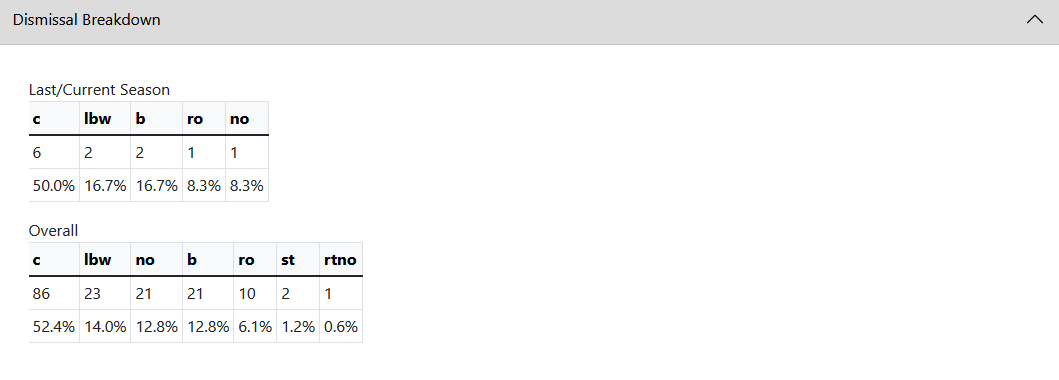 Dismissal Breakdown
Last/Current Season
c lbw b ro no
6 2 2 1 1
50.0% 16.7% 16.7% 8.3% 8.3%
Overall
c lbw no b ro st rtno
86 23 21 21 10 2 1
52.4% 14.0% 12.8% 12.8% 6.1% 1.2% 0.6%